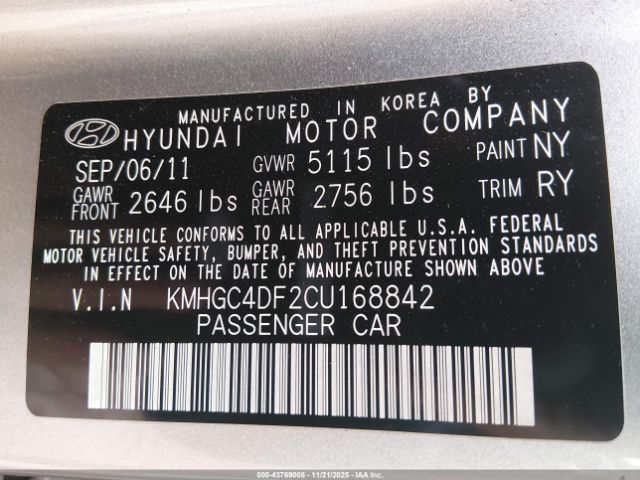 MANUFACTURED IN KOREA BY
HYUNDAI MOTOR COMPANY
SEP/06/11 GVWR 5115 lbs PAINT NY
GAWR FRONT 2646 lbs GAWR REAR 2756 lbs TRIM RY
THIS VEHICLE CONFORMS TO ALL APPLICABLE U.S.A. FEDERAL
MOTOR VEHICLE SAFETY, BUMPER, AND THEFT PREVENTION STANDARDS
IN EFFECT ON THE DATE OF MANUFACTURE SHOWN ABOVE
V.I.N KMHGC4DF2CU168842
PASSENGER CAR
000-43769008 - 11/21/2025 - IAAI.COM